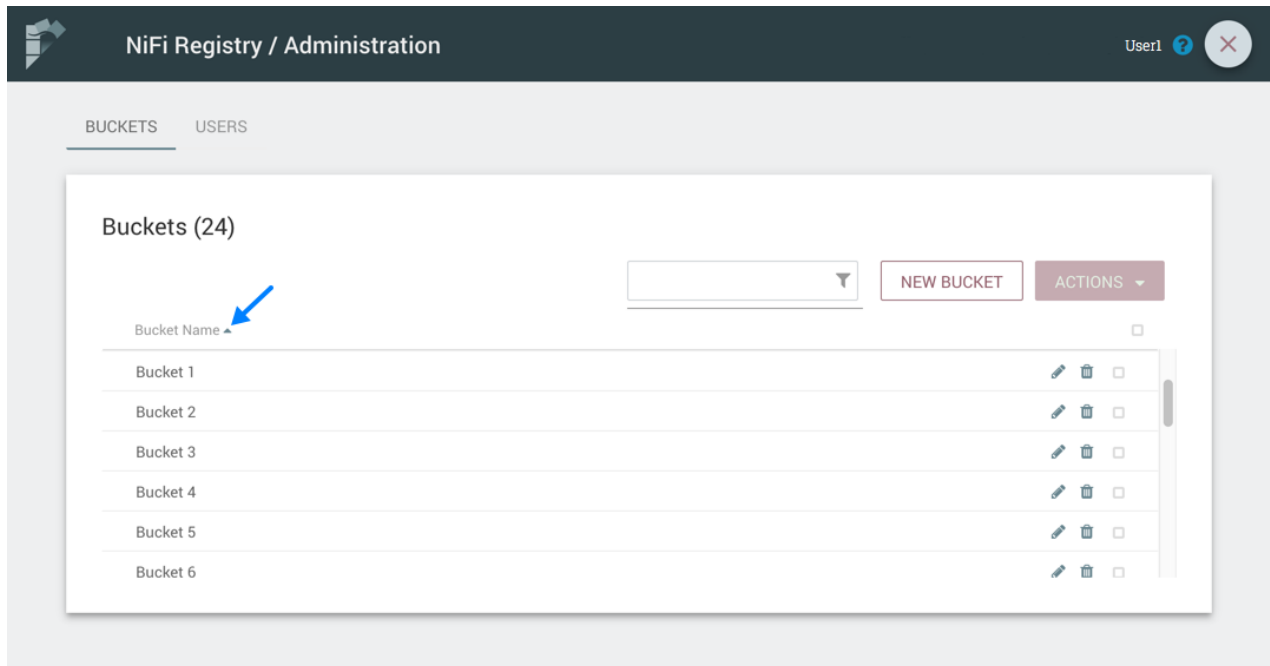 NiFi Registry / Administration
User1
BUCKETS USERS
Buckets (24)
NEW BUCKET ACTIONS
Bucket Name
Bucket 1
Bucket 2
Bucket 3
Bucket 4
Bucket 5
Bucket 6